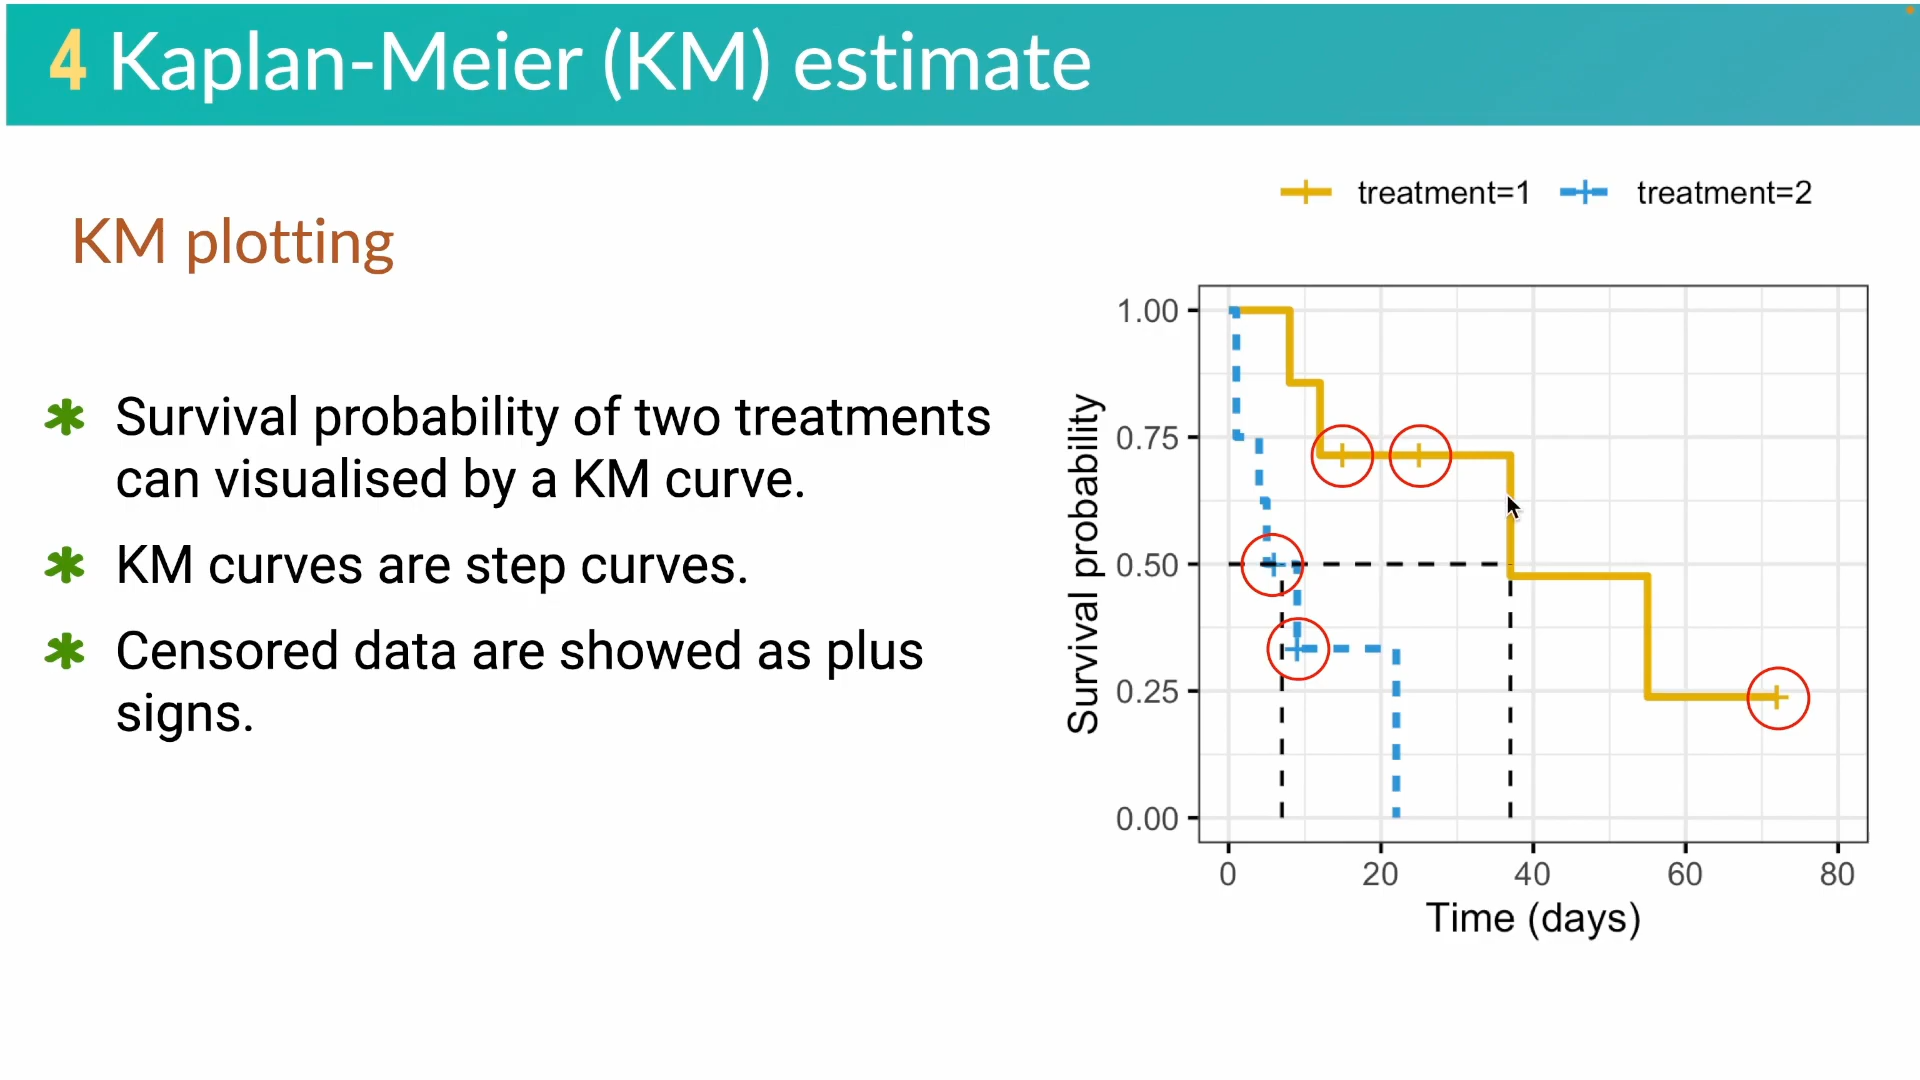 4 Kaplan-Meier (KM) estimate
KM plotting
Survival probability of two treatments
can visualised by a KM curve.
KM curves are step curves.
Censored data are showed as plus
signs.
treatment=1 treatment=2
Survival probability
1.00
0.75
0.50
0.25
0.00
0 20 40 60 80
Time (days)